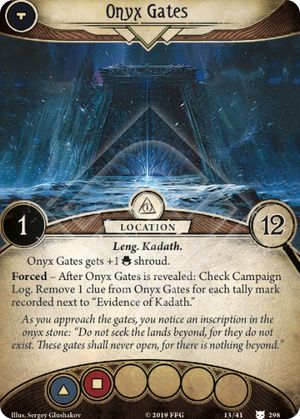 Onyx Gates
1
LOCATION
12
Leng. Kadath.
Onyx Gates gets +1 shroud.
Forced – After Onyx Gates is revealed: Check Campaign
Log. Remove 1 clue from Onyx Gates for each tally mark
recorded next to “Evidence of Kadath.”
As you approach the gates, you notice an inscription in the
onyx stone: “Do not seek the lands beyond, for they do not
exist. These gates shall never open, for there is nothing beyond.”
Illus. Sergey Glushakov
© 2019 FFG
13/41
298